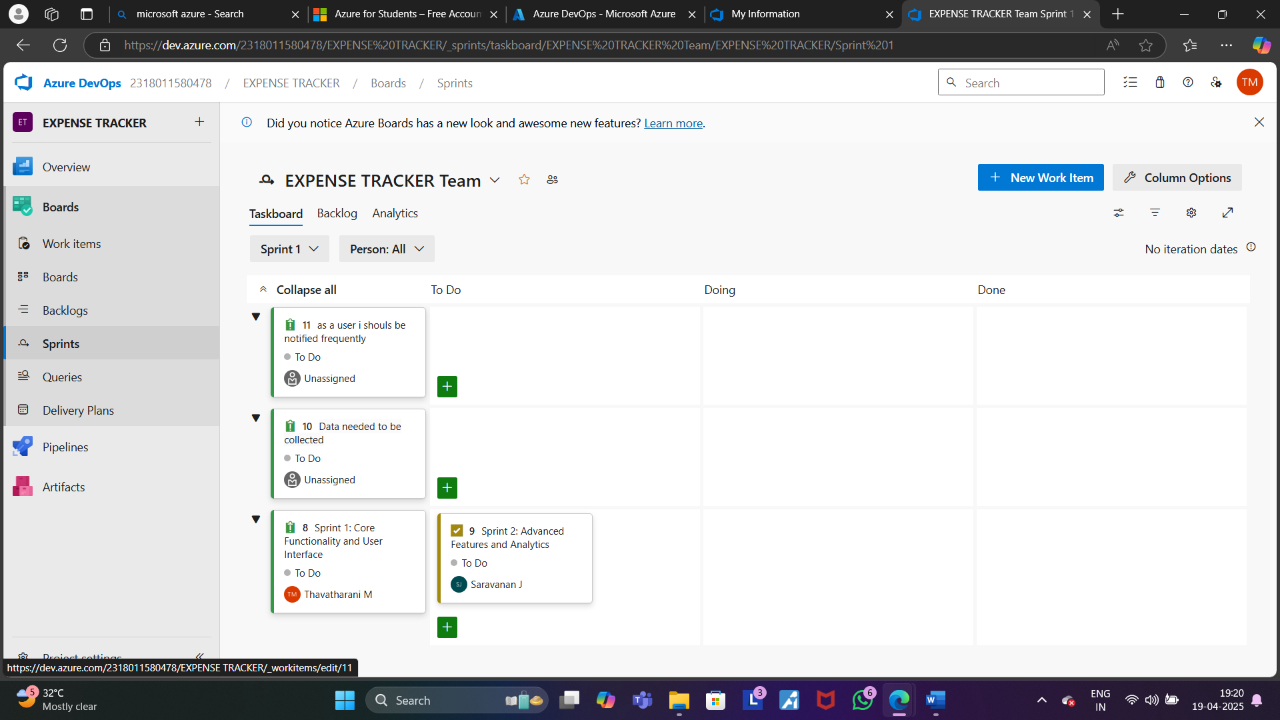 microsoft azure - Search
Azure for Students – Free Accoun
Azure DevOps - Microsoft Azure
My Information
EXPENSE TRACKER Team Sprint 1
https://dev.azure.com/2318011580478/EXPENSE%20TRACKER/_sprints/taskboard/EXPENSE%20TRACKER%20Team/EXPENSE%20TRACKER/Sprint%201
Azure DevOps 2318011580478 / EXPENSE TRACKER / Boards / Sprints
Search
TM
ET EXPENSE TRACKER
Did you notice Azure Boards has a new look and awesome new features? Learn more.
Overview
Boards
Work items
Boards
Backlogs
Sprints
Queries
Delivery Plans
Pipelines
Artifacts
Project settings
EXPENSE TRACKER Team
New Work Item
Column Options
Taskboard Backlog Analytics
Sprint 1
Person: All
No iteration dates
Collapse all To Do Doing Done
11 as a user i shouls be
notified frequently
To Do
Unassigned
10 Data needed to be
collected
To Do
Unassigned
8 Sprint 1: Core
Functionality and User
Interface
To Do
TM Thavatharani M
9 Sprint 2: Advanced
Features and Analytics
To Do
SJ Saravanan J
https://dev.azure.com/2318011580478/EXPENSE TRACKER/_workitems/edit/11
5
32°C
Mostly clear
Search
3
6
ENG
IN
19:20
19-04-2025